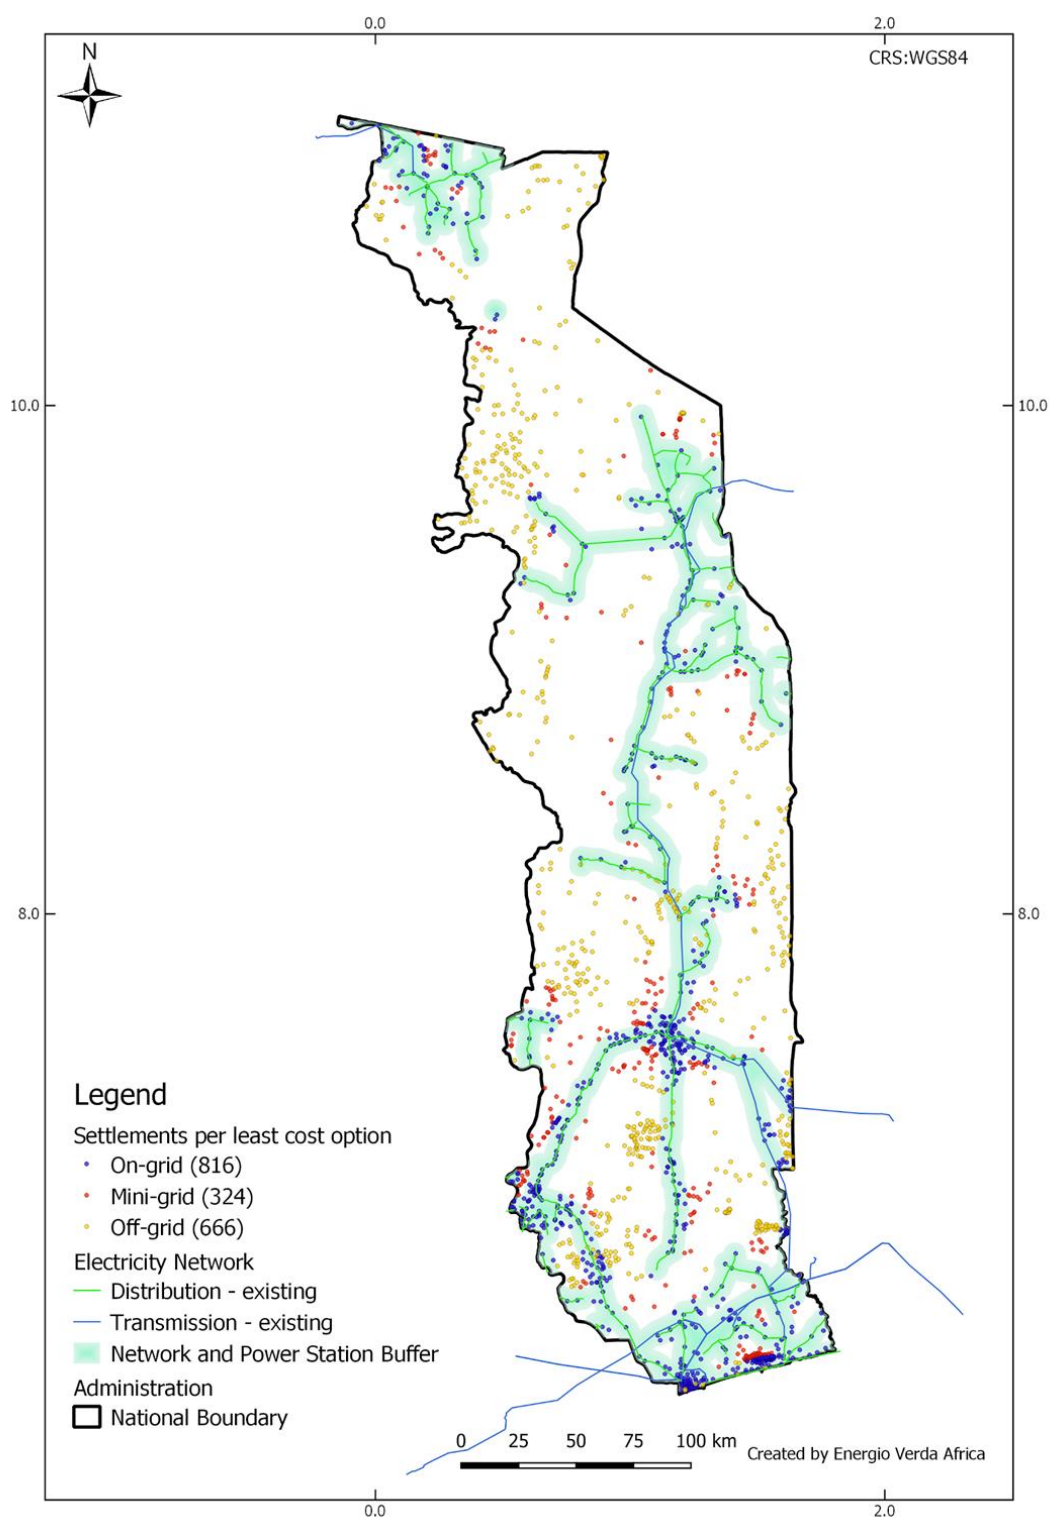 0.0
2.0
N
CRS:WGS84
10.0
10.0
8.0
8.0
Legend
Settlements per least cost option
On-grid (816)
Mini-grid (324)
Off-grid (666)
Electricity Network
Distribution - existing
Transmission - existing
Network and Power Station Buffer
Administration
National Boundary
0 25 50 75 100 km
Created by Energio Verda Africa
0.0
2.0